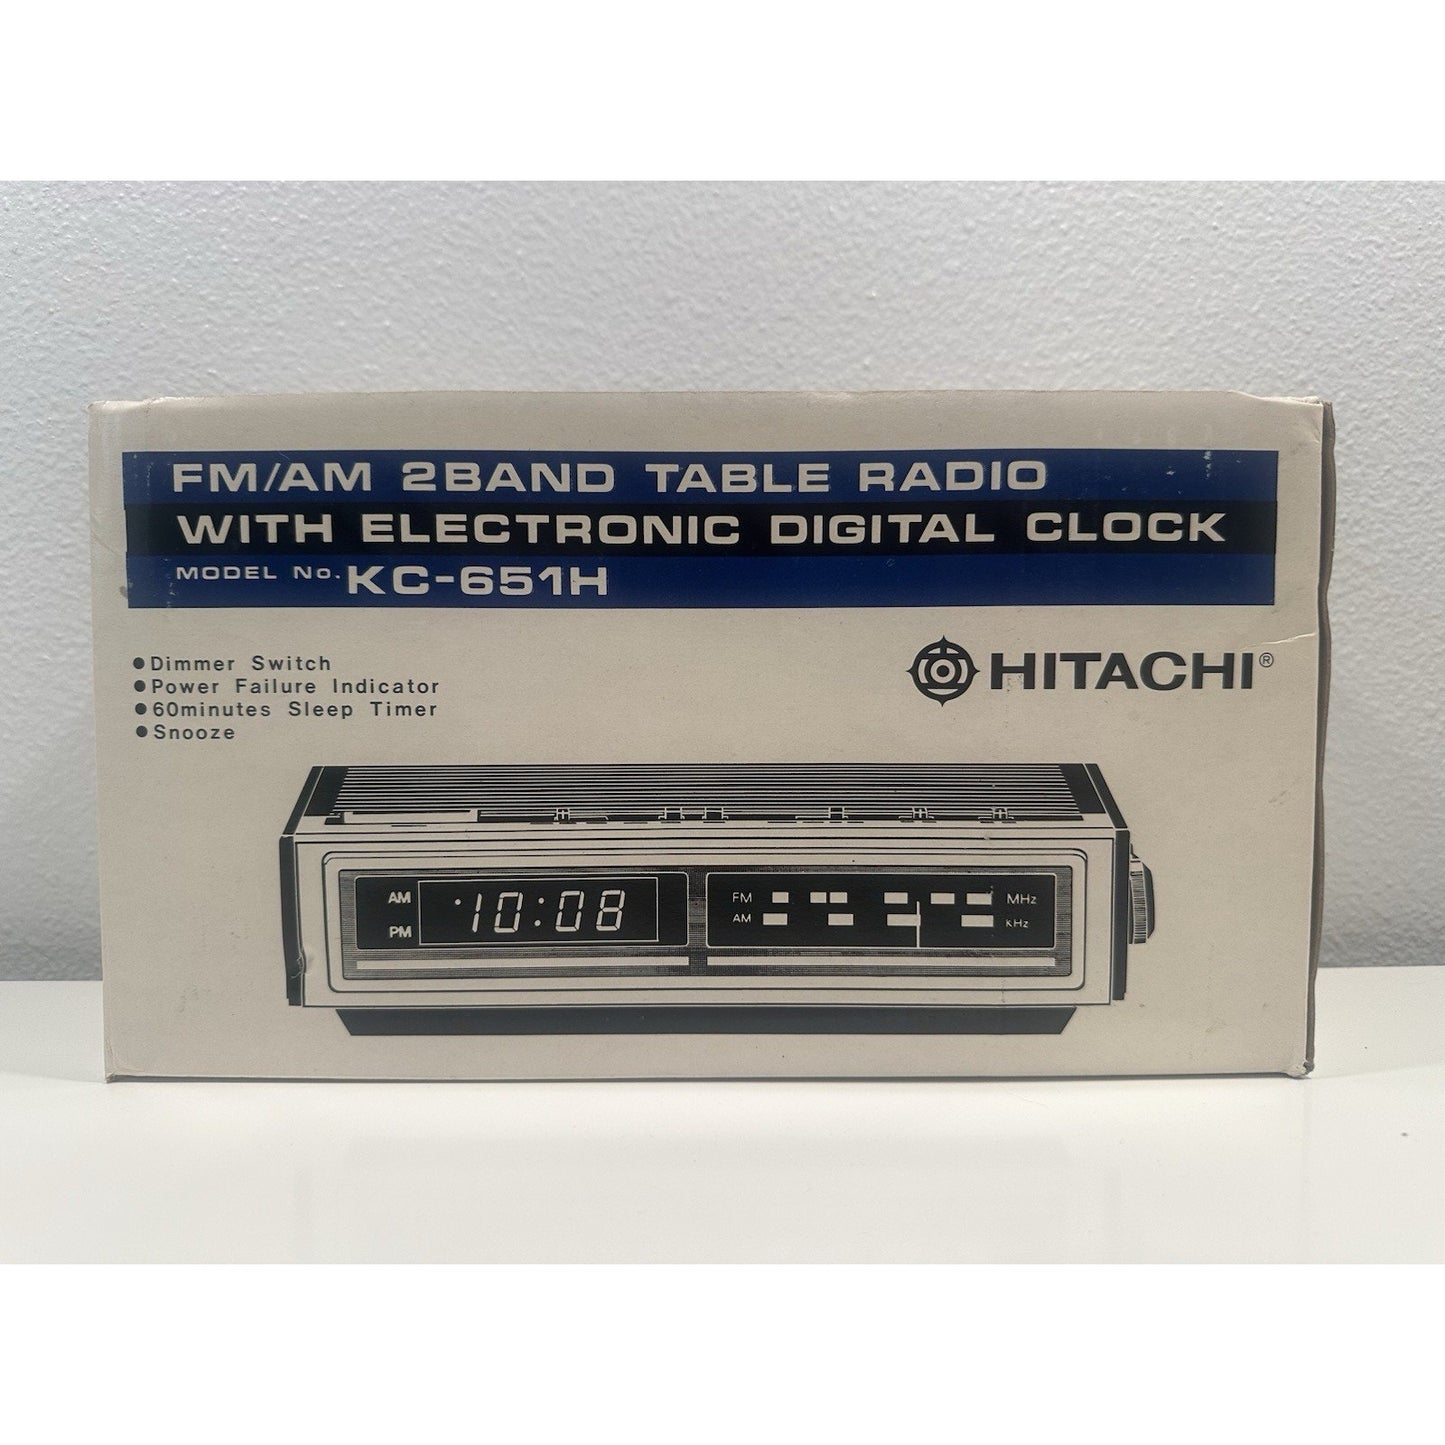 FM/AM 2BAND TABLE RADIO
WITH ELECTRONIC DIGITAL CLOCK
MODEL No. KC-651H
●Dimmer Switch
●Power Failure Indicator
●60minutes Sleep Timer
●Snooze
HITACHI®
AM
PM
10:08
FM MHz
AM KHz